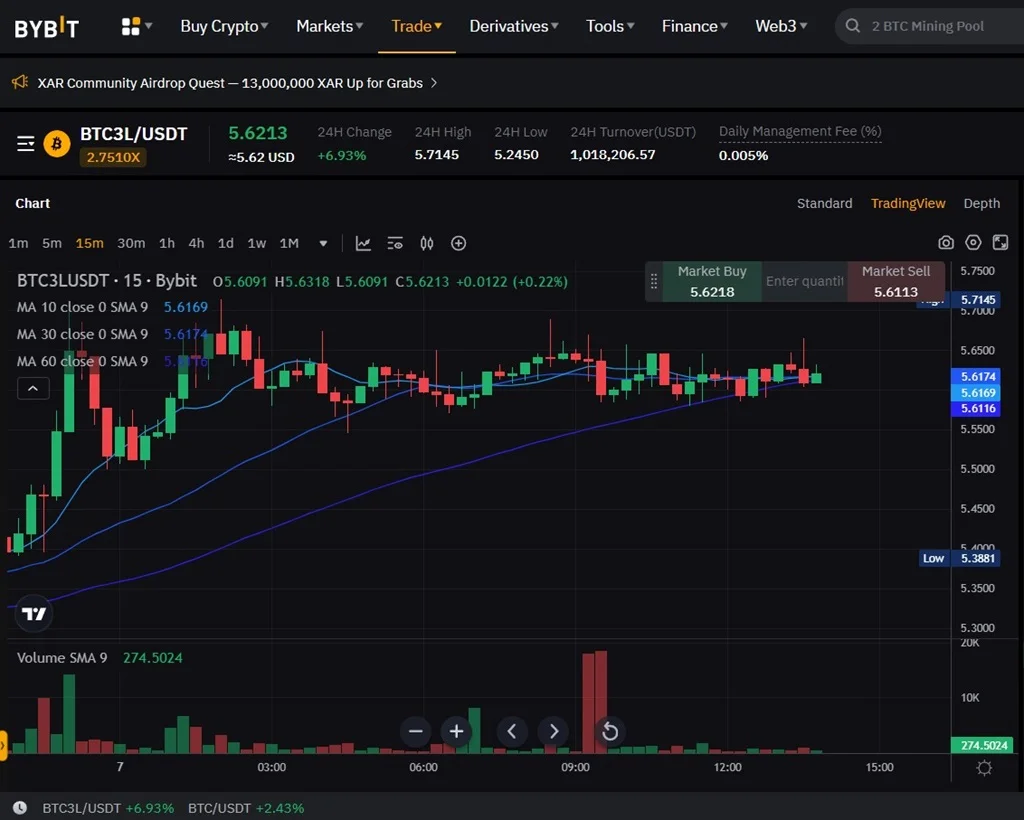 BYBIT Buy Crypto Markets Trade Derivatives Tools Finance Web3 2 BTC Mining Pool
XAR Community Airdrop Quest — 13,000,000 XAR Up for Grabs
BTC3L/USDT 5.6213 24H Change 24H High 24H Low 24H Turnover(USDT) Daily Management Fee (%)
2.7510X ≈5.62 USD +6.93% 5.7145 5.2450 1,018,206.57 0.005%
Chart Standard TradingView Depth
1m 5m 15m 30m 1h 4h 1d 1w 1M
BTC3LUSDT · 15 · Bybit O5.6091 H5.6318 L5.6091 C5.6213 +0.0122 (+0.22%)
Market Buy Enter quanti Market Sell
5.6218 5.6113
5.7500
High 5.7145
5.7000
MA 10 close 0 SMA 9 5.6169
MA 30 close 0 SMA 9 5.6174
MA 60 close 0 SMA 9 5.6116
5.6500
5.6174
5.6169
5.6116
5.5500
5.5000
5.4500
5.4000
Low 5.3881
5.3500
5.3000
20K
Volume SMA 9 274.5024
10K
274.5024
7 03:00 06:00 09:00 12:00 15:00
BTC3L/USDT +6.93% BTC/USDT +2.43%